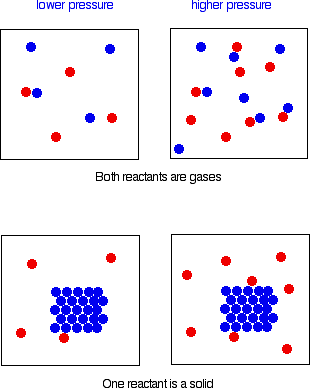 lower pressure
higher pressure
Both reactants are gases
One reactant is a solid